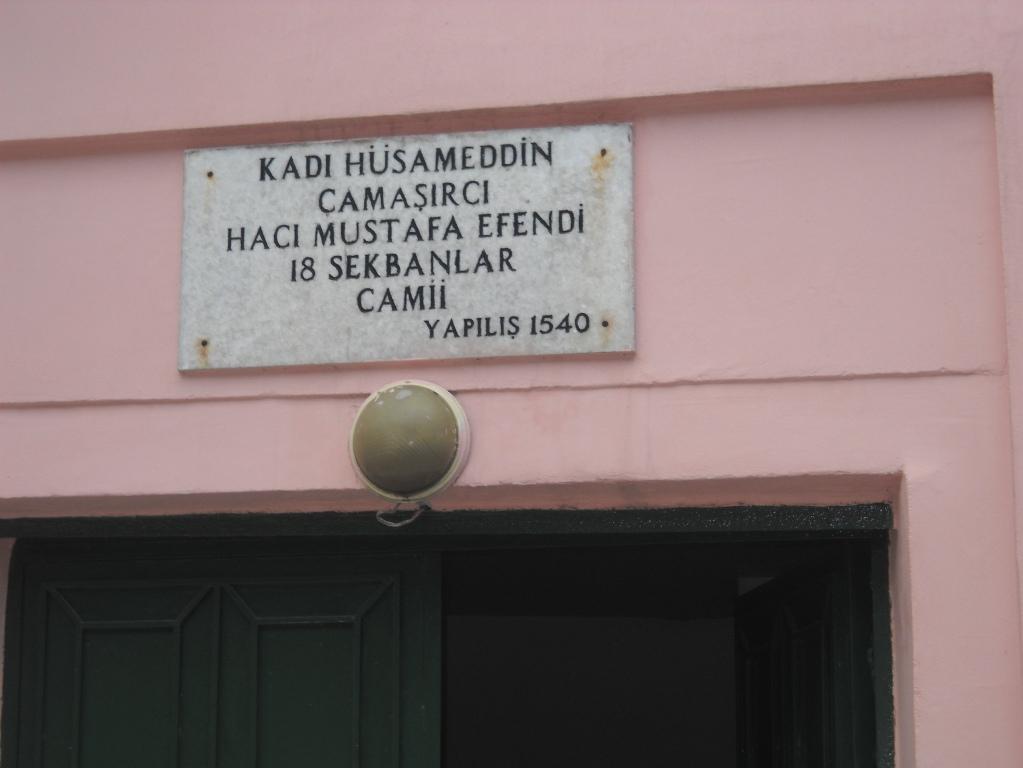 KADI HÜSAMEDDİN
ÇAMAŞIRCI
HACI MUSTAFA EFENDİ
18 SEKBANLAR
CAMİİ
YAPILIŞ 1540